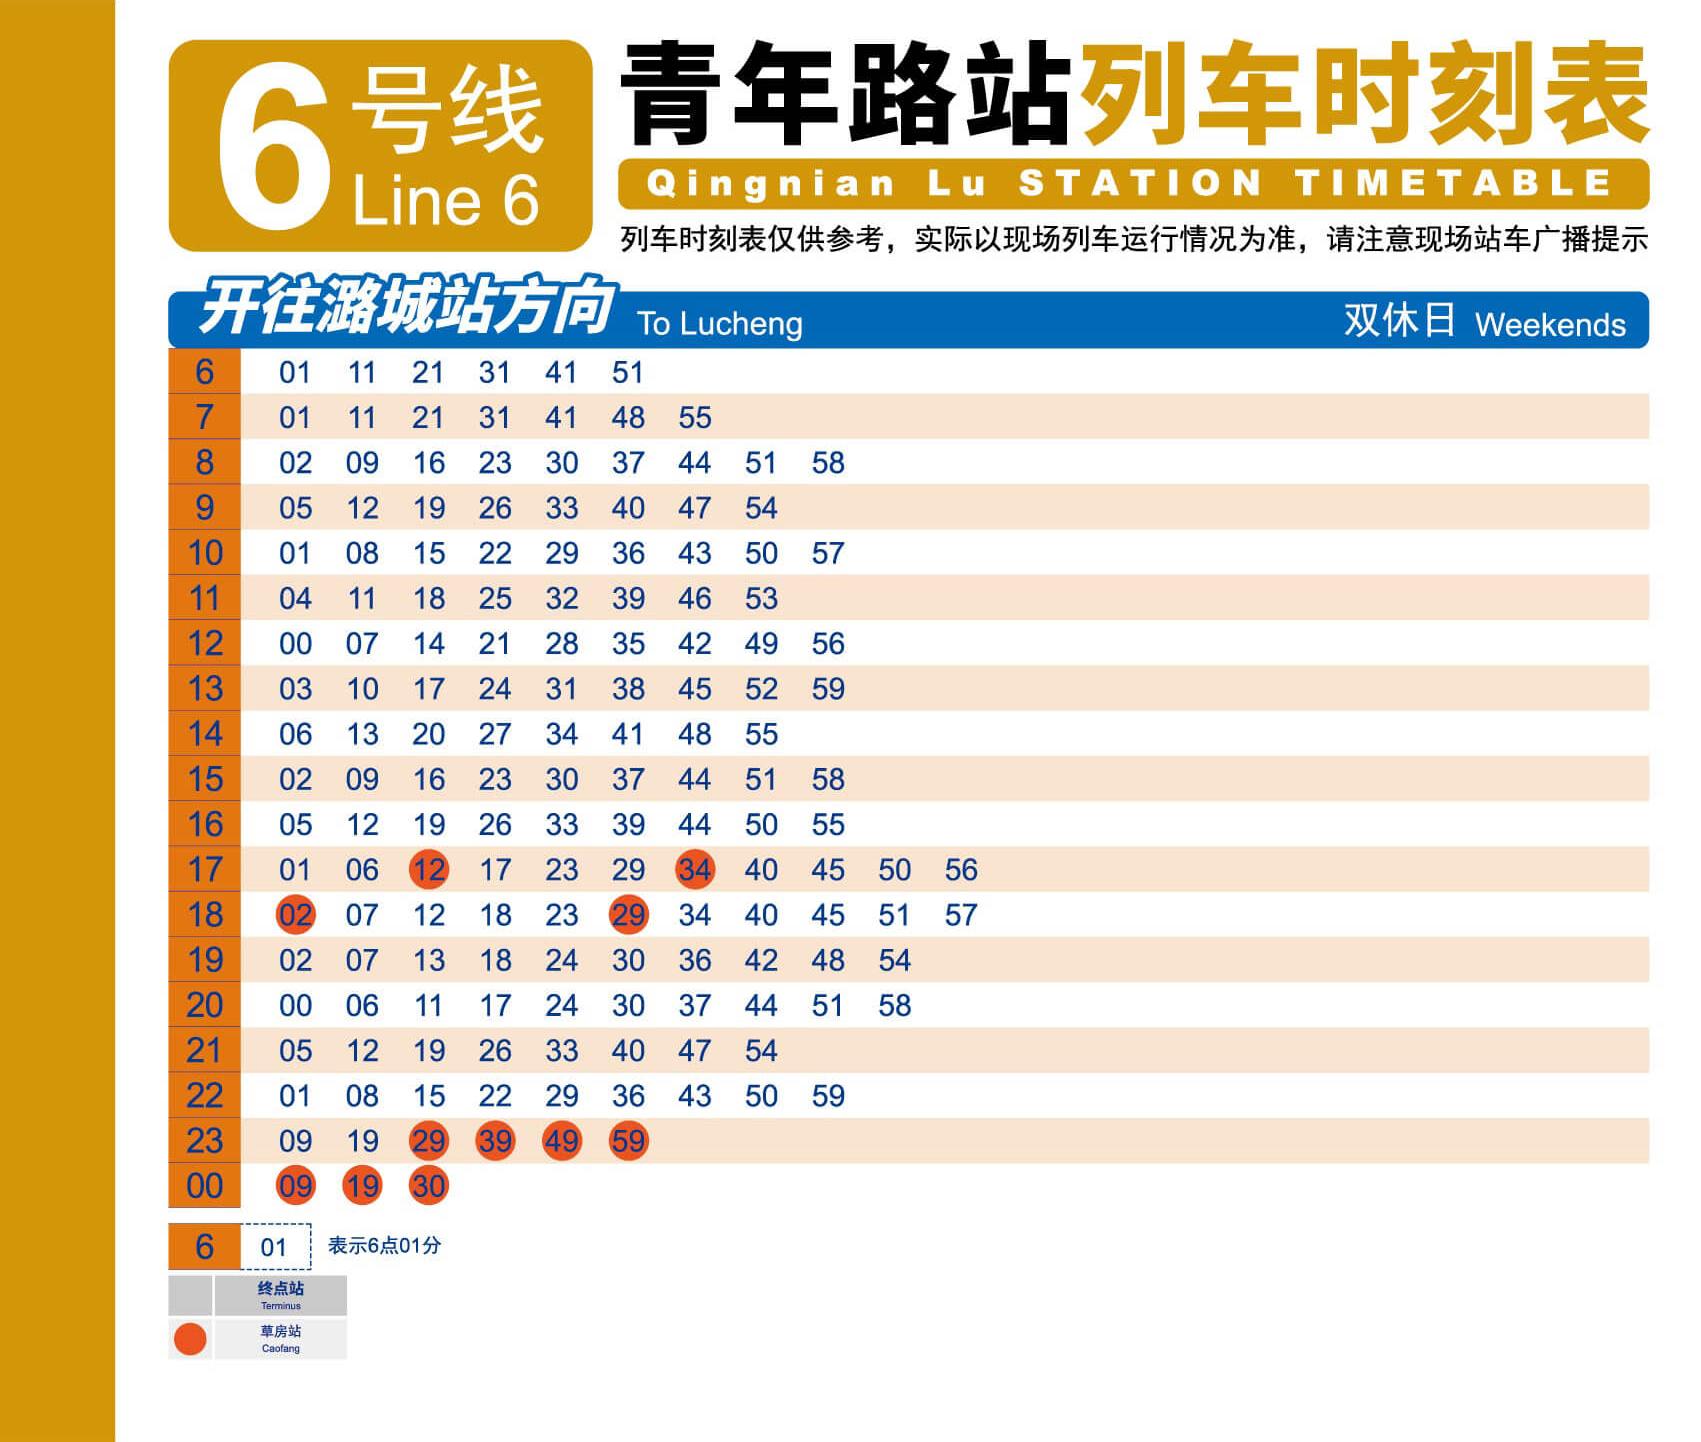 6号线
Line 6
青年路站列车时刻表
Qingnian Lu STATION TIMETABLE
列车时刻表仅供参考，实际以现场列车运行情况为准，请注意现场站车广播提示
开往潞城站方向 To Lucheng 双休日 Weekends
6 01 11 21 31 41 51
7 01 11 21 31 41 48 55
8 02 09 16 23 30 37 44 51 58
9 05 12 19 26 33 40 47 54
10 01 08 15 22 29 36 43 50 57
11 04 11 18 25 32 39 46 53
12 00 07 14 21 28 35 42 49 56
13 03 10 17 24 31 38 45 52 59
14 06 13 20 27 34 41 48 55
15 02 09 16 23 30 37 44 51 58
16 05 12 19 26 33 39 44 50 55
17 01 06 12 17 23 29 34 40 45 50 56
18 02 07 12 18 23 29 34 40 45 51 57
19 02 07 13 18 24 30 36 42 48 54
20 00 06 11 17 24 30 37 44 51 58
21 05 12 19 26 33 40 47 54
22 01 08 15 22 29 36 43 50 59
23 09 19 29 39 49 59
00 09 19 30
6 01 表示6点01分
终点站
Terminus
草房站
Caofang